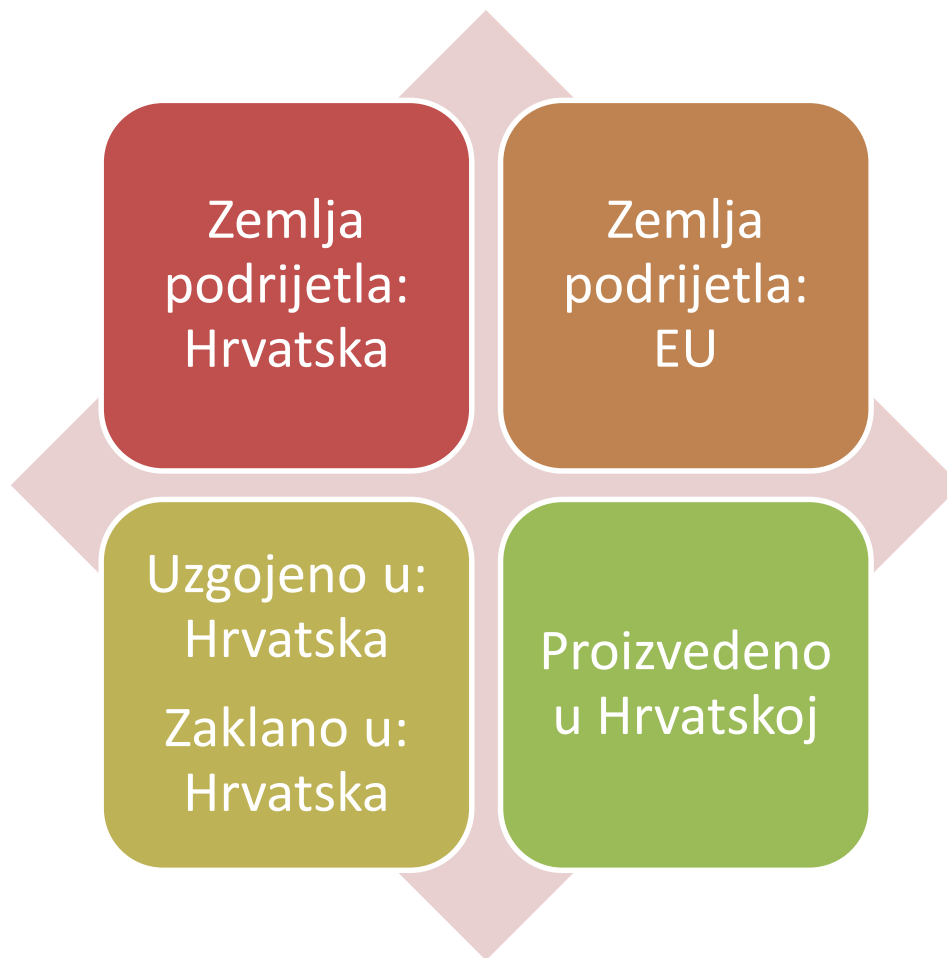 Zemlja
podrijetla:
Hrvatska
Zemlja
podrijetla:
EU
Uzgojeno u:
Hrvatska
Zaklano u:
Hrvatska
Proizvedeno
u Hrvatskoj